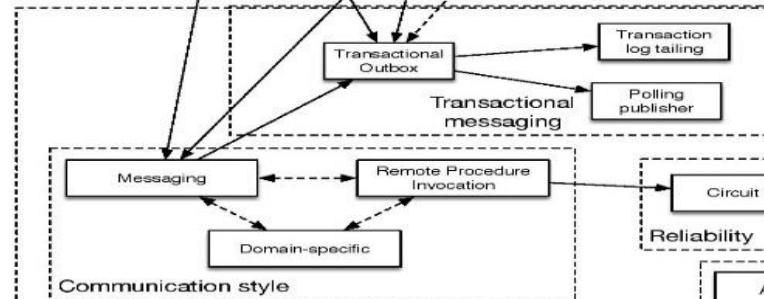 Transactional
Outbox
Transaction
log tailing
Polling
publisher
Transactional
messaging
Messaging
Remote Procedure
Invocation
Domain-specific
Communication style
Circuit
Reliability